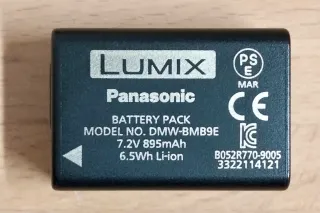 LUMIX
Panasonic
BATTERY PACK
MODEL NO. DMW-BMB9E
7.2V 895mAh
6.5Wh Li-ion
PS
E
MAR
CE
B052R770-9005
3322114121